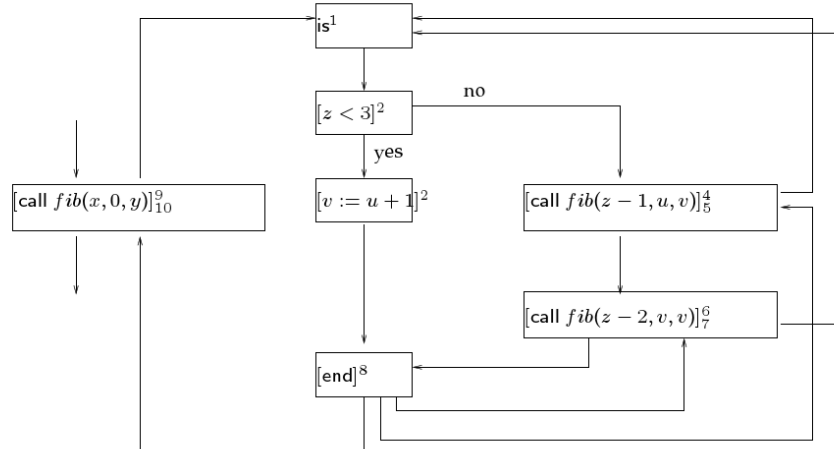 is¹
[z < 3]²
no
yes
[call fib(x, 0, y)]⁹₁₀
[v := u + 1]²
[call fib(z − 1, u, v)]⁴₅
[call fib(z − 2, v, v)]⁶₇
[end]⁸